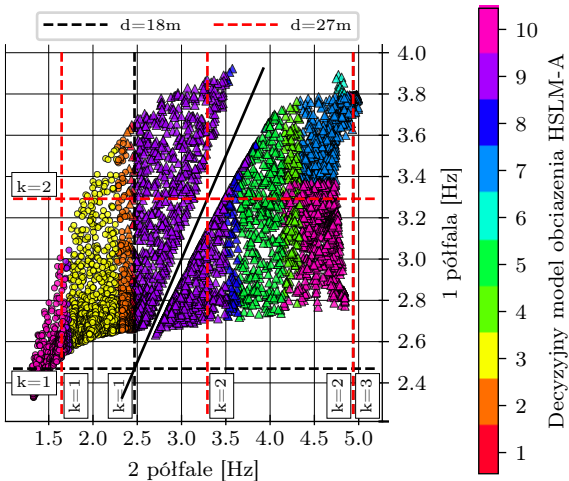 d=18m
d=27m
4.0
3.8
3.6
3.4
3.2
3.0
2.8
2.6
2.4
1 półfala [Hz]
k=2
k=1
k=1
k=1
k=2
k=2
k=3
1.5
2.0
2.5
3.0
3.5
4.0
4.5
5.0
2 półfale [Hz]
10
9
8
7
6
5
4
3
2
1
Decyzyjny model obciazenia HSLM-A